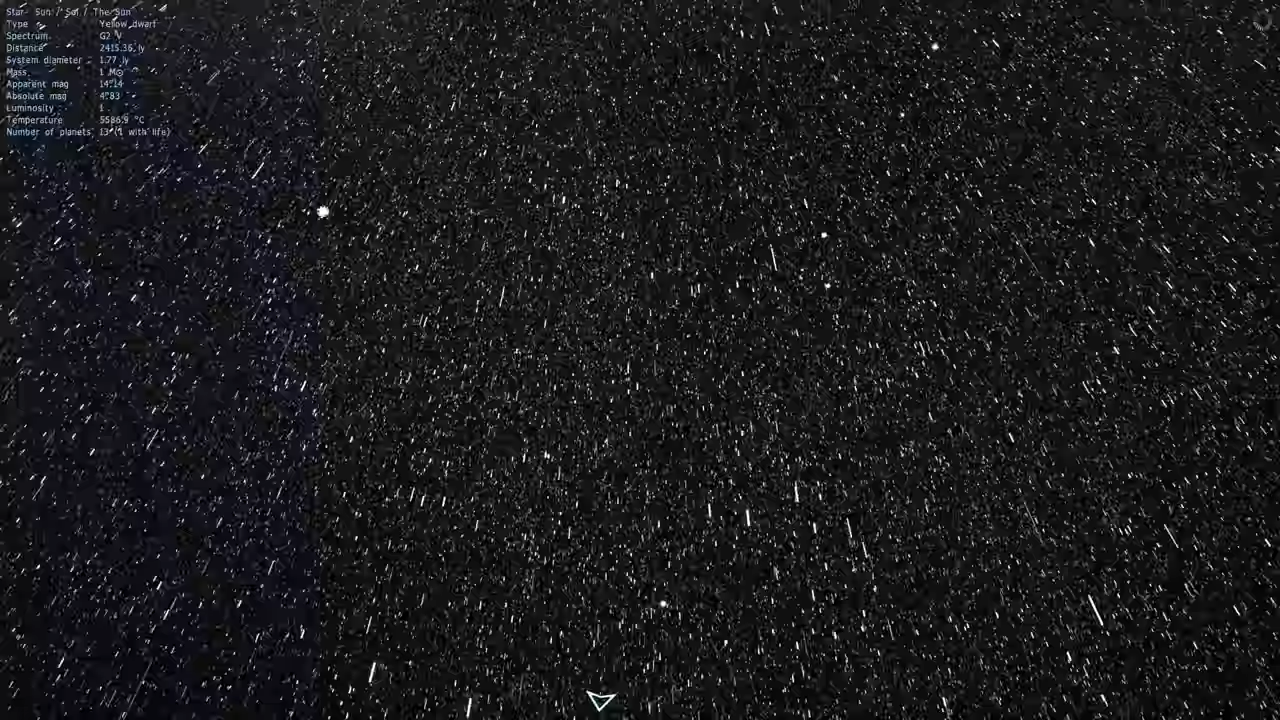 Star Sun / Sol / The Sun
Type Yellow dwarf
Spectrum G2 V
Distance 2415.36 ly
System diameter 1.77 ly
Mass 1 M☉
Apparent mag 14.14
Absolute mag 4.83
Luminosity 1
Temperature 5586.9 °C
Number of planets 13 (1 with life)